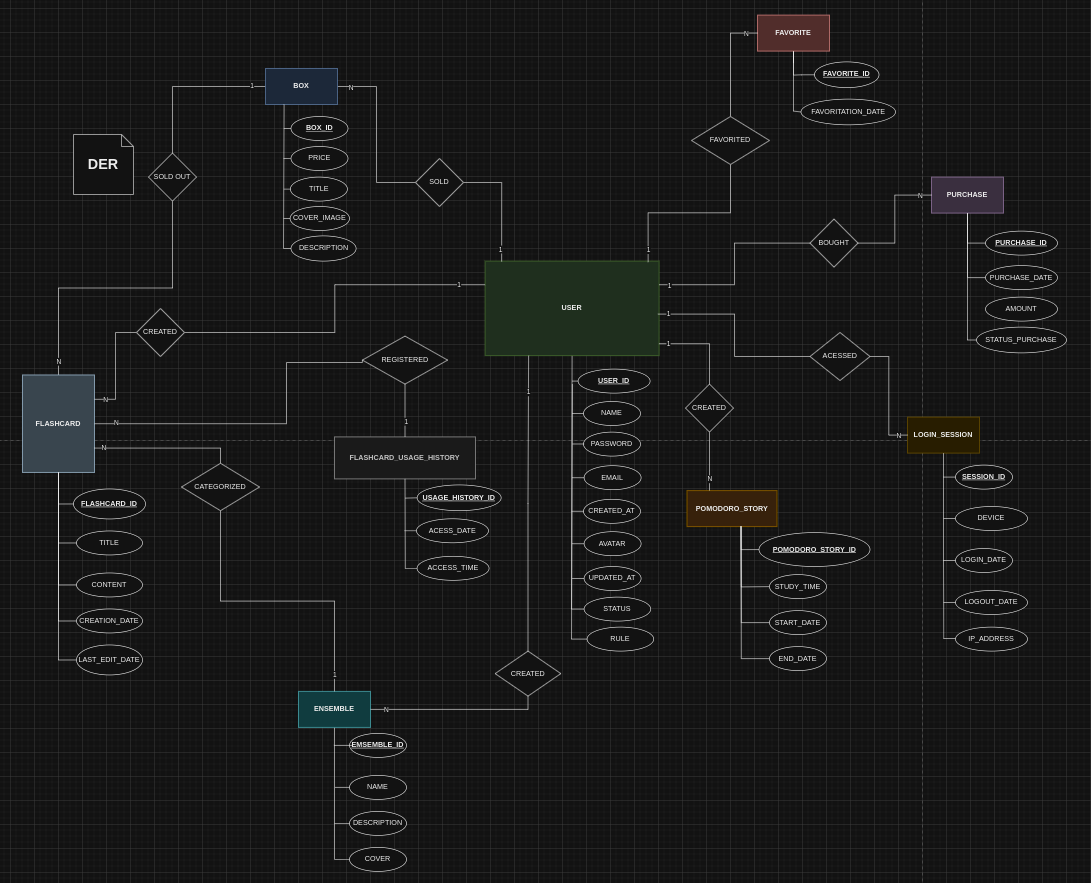 N
FAVORITE
FAVORITE_ID
FAVORITATION_DATE
FAVORITED
1
1
BOX
N
BOX_ID
PRICE
TITLE
COVER_IMAGE
DESCRIPTION
DER
SOLD OUT
N
SOLD
1
N
PURCHASE
PURCHASE_ID
PURCHASE_DATE
AMOUNT
STATUS_PURCHASE
BOUGHT
1
USER
1
CREATED
1
N
ACESSED
1
N
LOGIN_SESSION
SESSION_ID
DEVICE
LOGIN_DATE
LOGOUT_DATE
IP_ADDRESS
1
CREATED
N
POMODORO_STORY
POMODORO_STORY_ID
STUDY_TIME
START_DATE
END_DATE
USER_ID
NAME
PASSWORD
EMAIL
CREATED_AT
AVATAR
UPDATED_AT
STATUS
RULE
REGISTERED
N
1
FLASHCARD_USAGE_HISTORY
USAGE_HISTORY_ID
ACESS_DATE
ACCESS_TIME
FLASHCARD
FLASHCARD_ID
TITLE
CONTENT
CREATION_DATE
LAST_EDIT_DATE
N
CATEGORIZED
1
1
CREATED
N
ENSEMBLE
EMSEMBLE_ID
NAME
DESCRIPTION
COVER